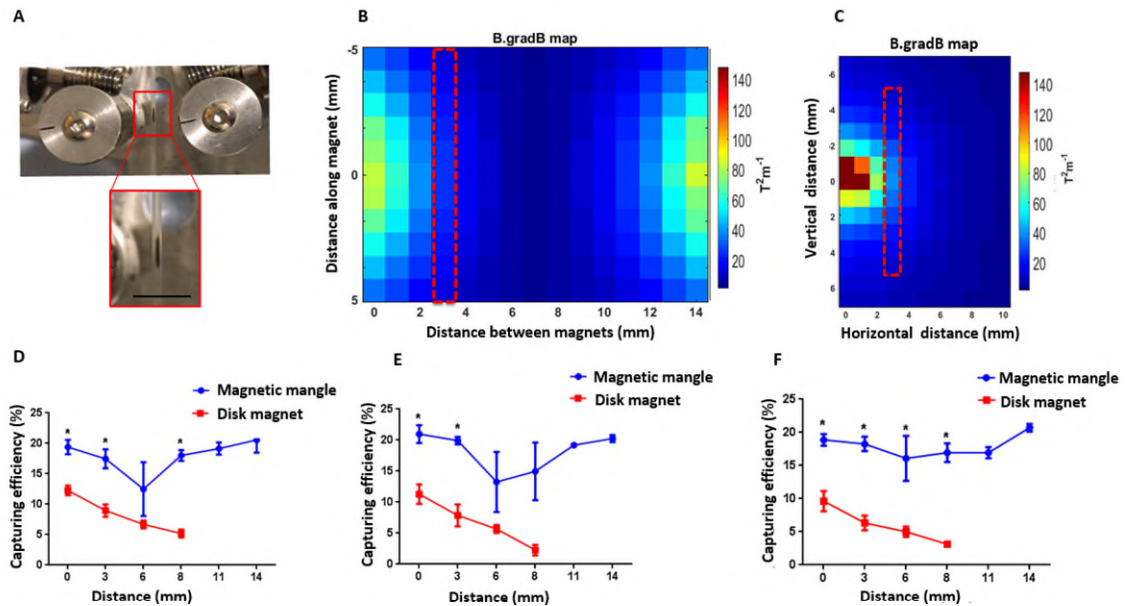 A
B
B.gradB map
Distance along magnet (mm)
-5
0
5
0 2 4 6 8 10 12 14
Distance between magnets (mm)
140
120
100
80
60
40
20
T²m⁻¹
C
B.gradB map
Vertical distance (mm)
-6
-4
-2
0
2
4
6
0 2 4 6 8 10
Horizontal distance (mm)
140
120
100
80
60
40
20
T²m⁻¹
D
Magnetic mangle
Disk magnet
Capturing efficiency (%)
25
20
15
10
5
0
* * *
0 3 6 8 11 14
Distance (mm)
E
Magnetic mangle
Disk magnet
Capturing efficiency (%)
25
20
15
10
5
0
* *
0 3 6 8 11 14
Distance (mm)
F
Magnetic mangle
Disk magnet
Capturing efficiency (%)
25
20
15
10
5
0
* * * *
0 3 6 8 11 14
Distance (mm)